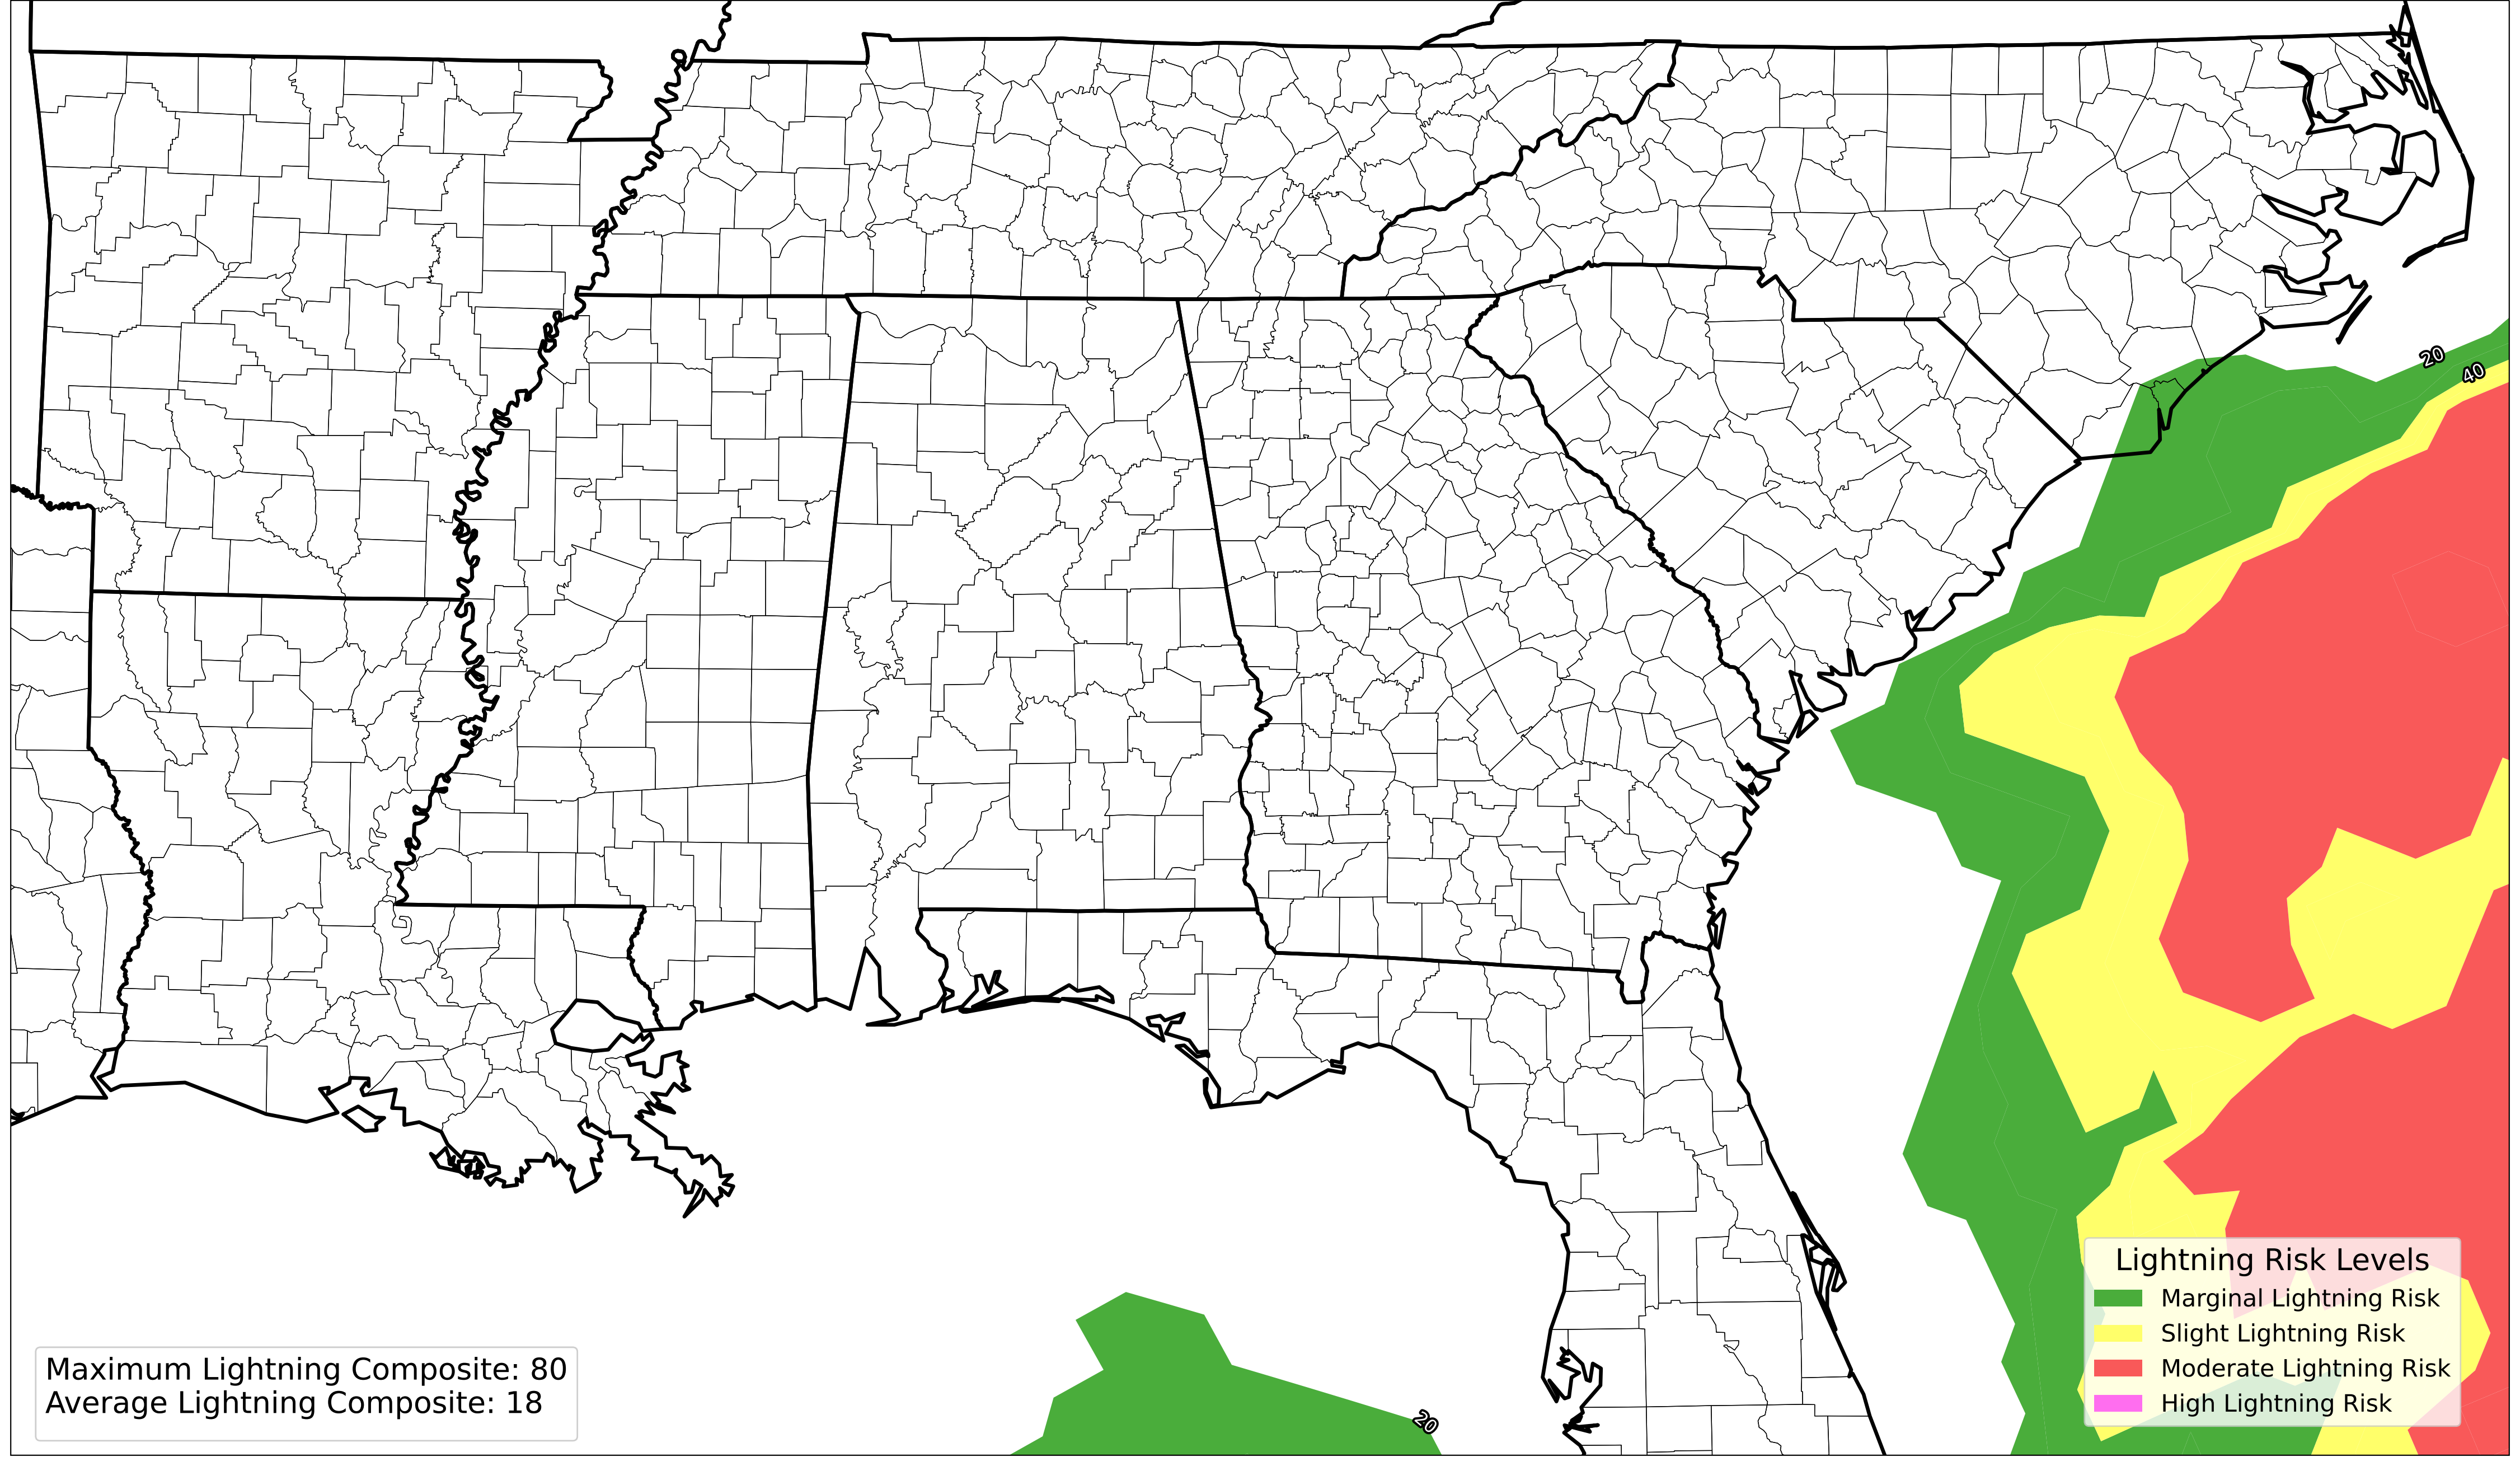 20
40
20
Maximum Lightning Composite: 80
Average Lightning Composite: 18
Lightning Risk Levels
Marginal Lightning Risk
Slight Lightning Risk
Moderate Lightning Risk
High Lightning Risk